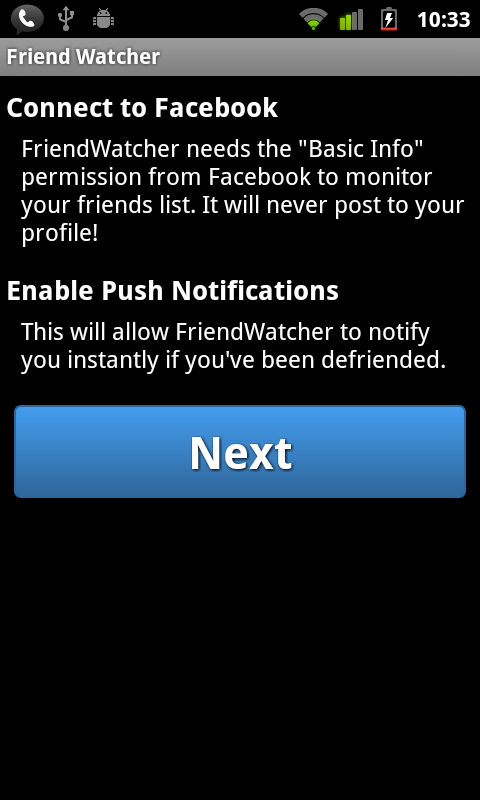 10:33
Friend Watcher
Connect to Facebook
FriendWatcher needs the "Basic Info"
permission from Facebook to monitor
your friends list. It will never post to your
profile!
Enable Push Notifications
This will allow FriendWatcher to notify
you instantly if you've been defriended.
Next